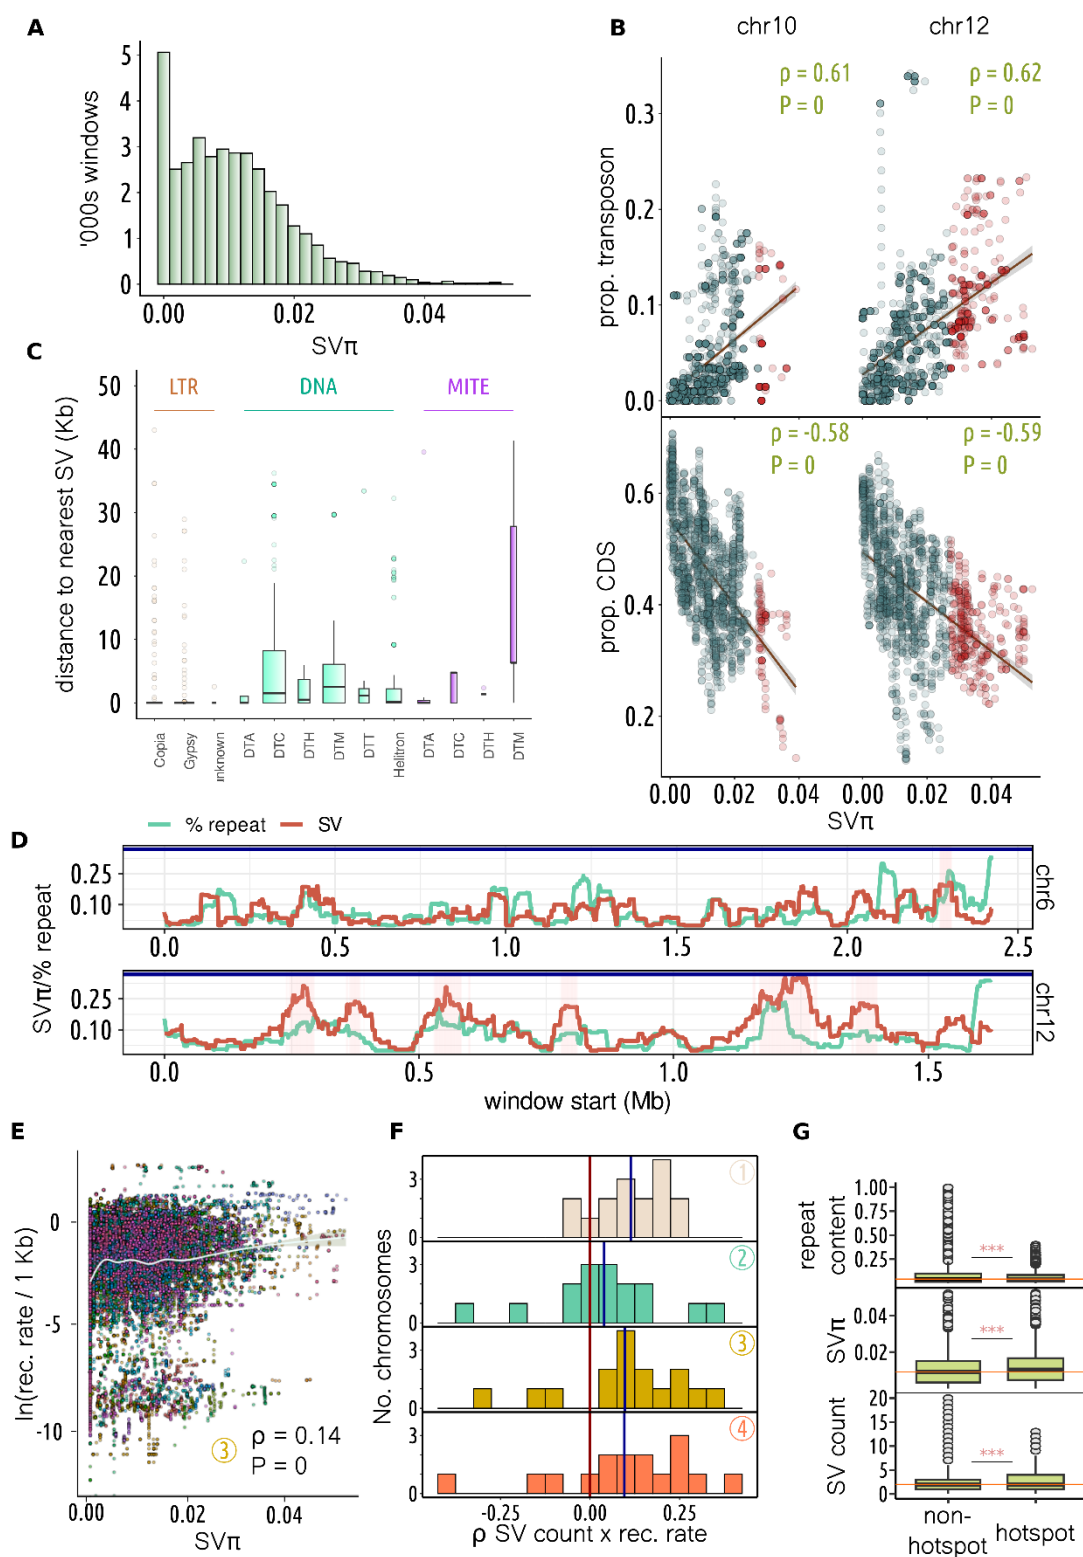 A
'000s windows
5
4
3
2
1
0
0.00 0.02 0.04
SVπ
B
chr10 chr12
ρ = 0.61
P = 0
ρ = 0.62
P = 0
prop. transposon
0.3
0.2
0.1
0.0
ρ = -0.58
P = 0
ρ = -0.59
P = 0
prop. CDS
0.6
0.4
0.2
0.00 0.02 0.04 0.00 0.02 0.04
SVπ
C
distance to nearest SV (Kb)
50
40
30
20
10
0
LTR DNA MITE
Copia Gypsy unknown DTA DTC DTH DTM DTT Helitron DTA DTC DTH DTM
% repeat SV
D
SVπ/% repeat
0.25
0.10
chr6
0.0 0.5 1.0 1.5 2.0 2.5
0.25
0.10
chr12
0.0 0.5 1.0 1.5
window start (Mb)
E
ln(rec. rate / 1 Kb)
0
-5
-10
3 ρ = 0.14
P = 0
0.00 0.02 0.04
SVπ
F
No. chromosomes
3
0
1
3
0
2
3
0
3
3
0
4
-0.25 0.00 0.25
ρ SV count x rec. rate
G
repeat
content
1.00
0.75
0.50
0.25
***
SVπ
0.04
0.02
***
SV count
20
15
10
7
5
2
0
***
non-
hotspot
hotspot